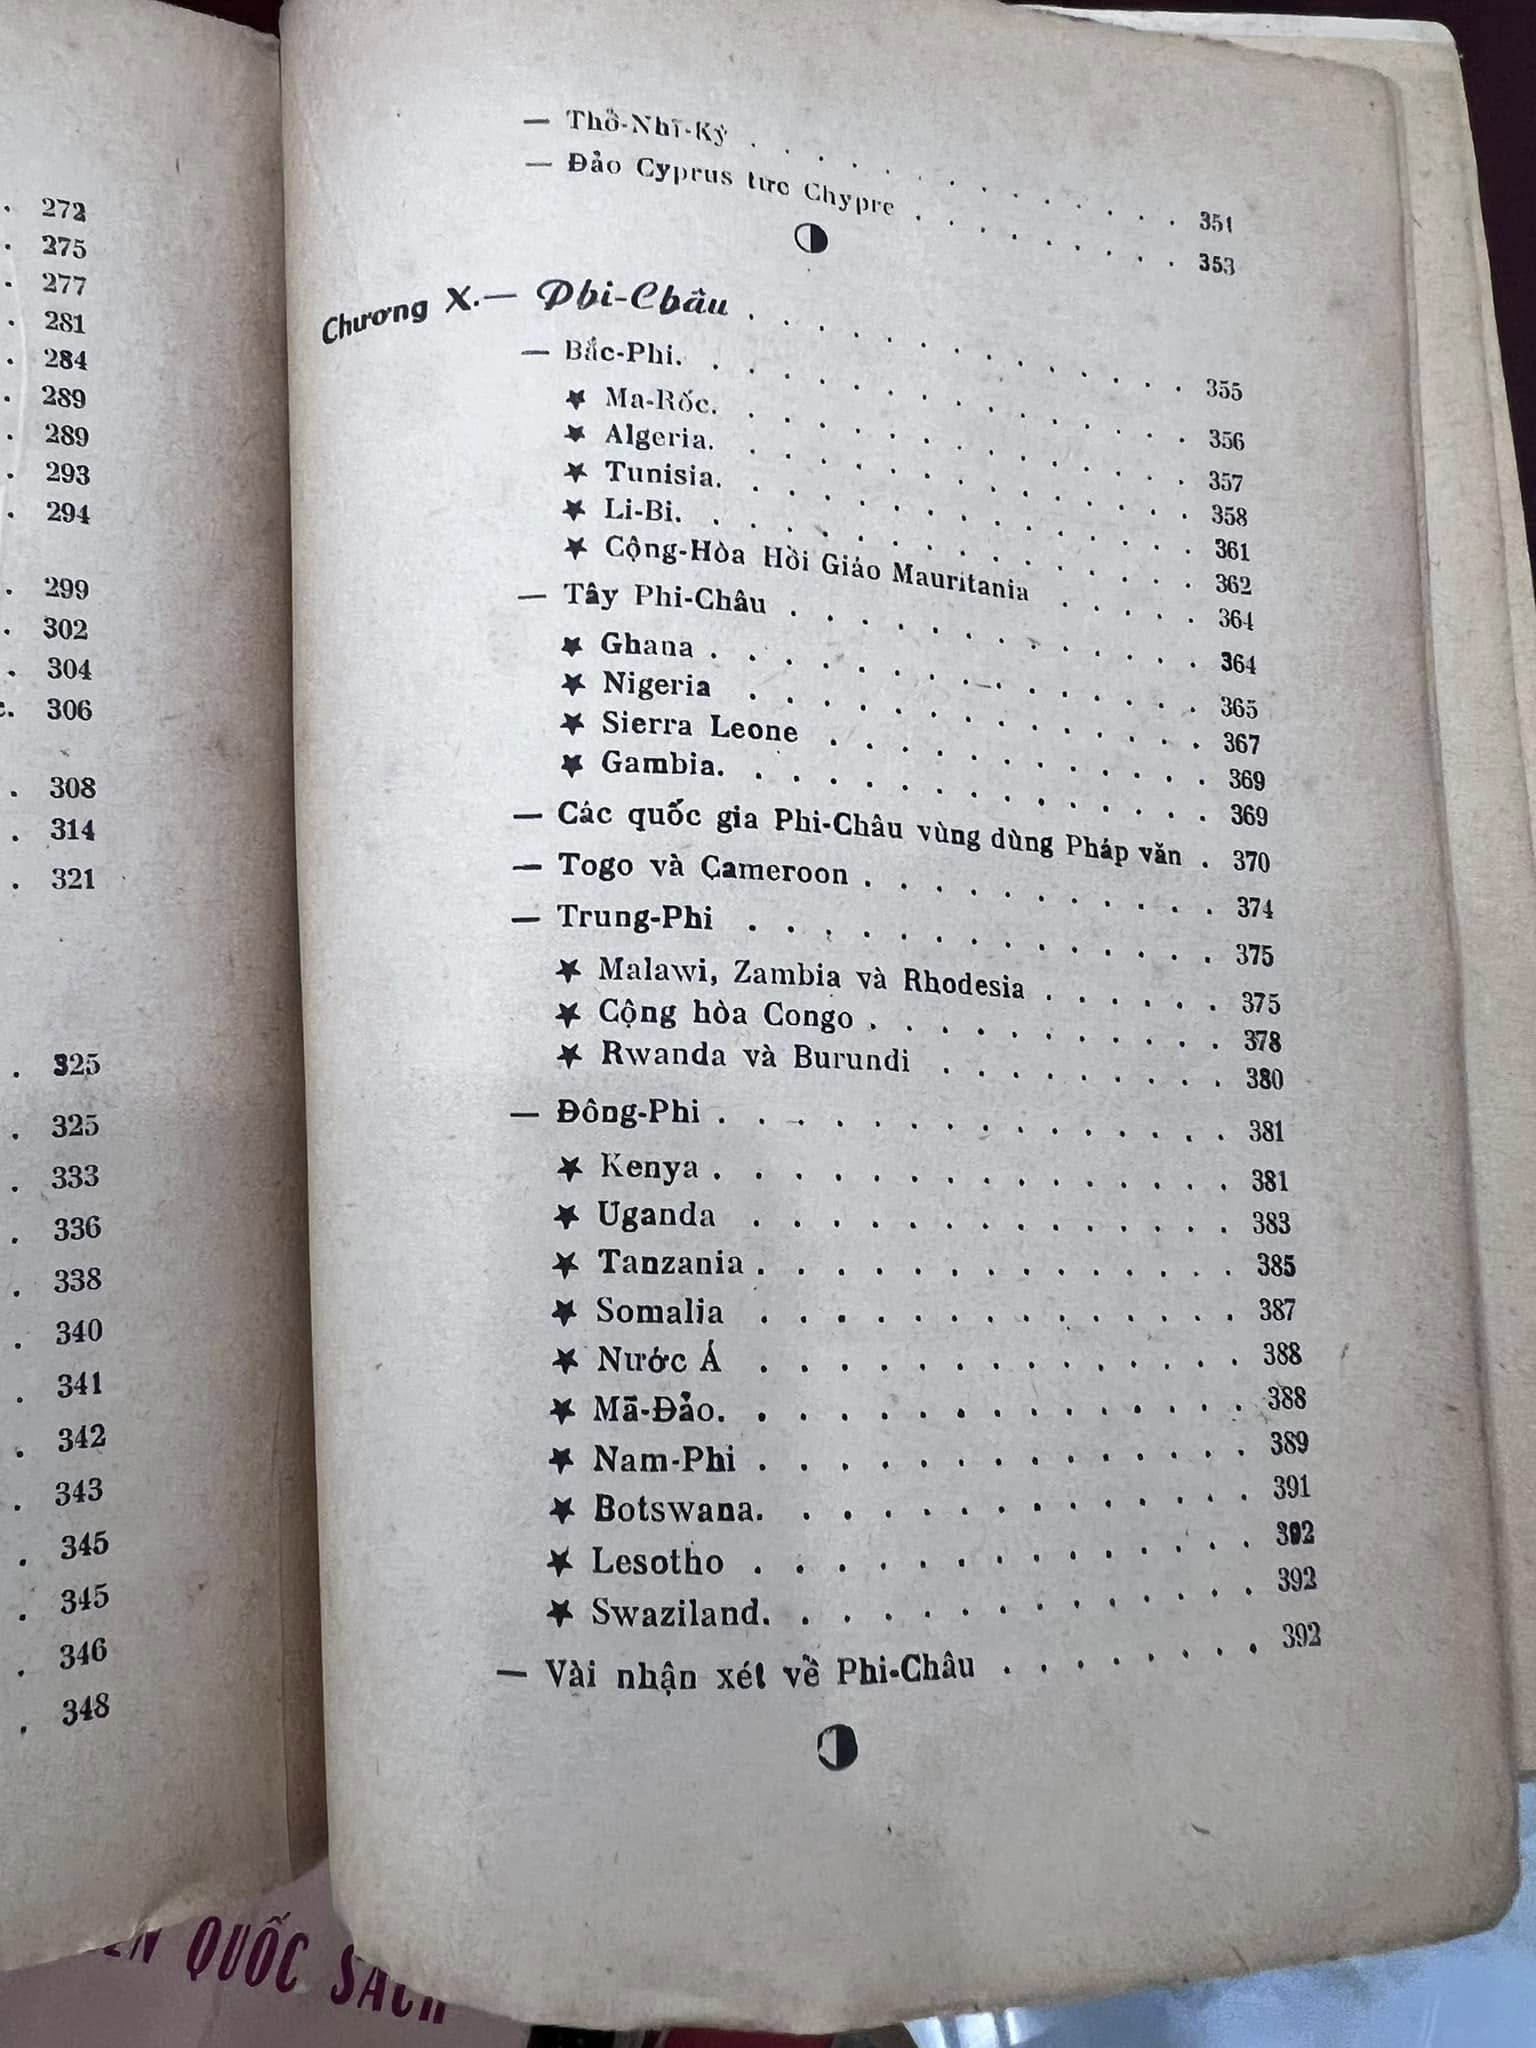 . 272
. 275
. 277
. 281
. 284
. 289
. 289
. 293
. 294
. 299
. 302
. 304
. 306
. 308
. 314
. 321
. 325
. 325
. 333
. 336
. 338
. 340
. 341
. 342
. 343
. 345
. 345
. 346
. 348
— Thổ-Nhĩ-Kỳ . . . . . . . . . . . . 351
— Đảo Cyprus tức Chypre . . . . . . . . 353
Chương X.— Phi-Châu . . . . . . . . . . . . 355
— Bắc-Phi. . . . . . . . . . . . . . 356
★ Ma-Rốc. . . . . . . . . . . . . 357
★ Algeria. . . . . . . . . . . . . 358
★ Tunisia. . . . . . . . . . . . . 361
★ Li-Bi. . . . . . . . . . . . . . 362
★ Cộng-Hòa Hồi Giáo Mauritania . . . . . 364
— Tây Phi-Châu . . . . . . . . . . . . 364
★ Ghana . . . . . . . . . . . . . . 365
★ Nigeria . . . . . . . . . . . . . 367
★ Sierra Leone . . . . . . . . . . . 369
★ Gambia. . . . . . . . . . . . . 369
— Các quốc gia Phi-Châu vùng dùng Pháp văn . 370
— Togo và Cameroon . . . . . . . . . . 374
— Trung-Phi . . . . . . . . . . . . . 375
★ Malawi, Zambia và Rhodesia . . . . . . 375
★ Cộng hòa Congo . . . . . . . . . . 378
★ Rwanda và Burundi . . . . . . . . 380
— Đông-Phi . . . . . . . . . . . . . . 381
★ Kenya . . . . . . . . . . . . . . 381
★ Uganda . . . . . . . . . . . . . 383
★ Tanzania . . . . . . . . . . . . . 385
★ Somalia . . . . . . . . . . . . . 387
★ Nước Á . . . . . . . . . . . . . 388
★ Mã-Đảo. . . . . . . . . . . . . . 388
★ Nam-Phi . . . . . . . . . . . . . 389
★ Botswana. . . . . . . . . . . . . 391
★ Lesotho . . . . . . . . . . . . . 392
★ Swaziland. . . . . . . . . . . . . 392
— Vài nhận xét về Phi-Châu . . . . . . . . 392
QUỐC SÁCH